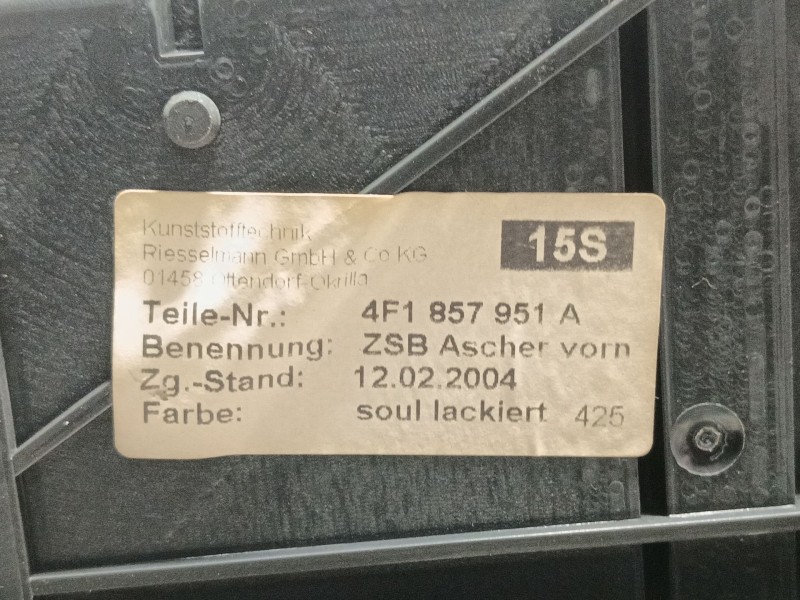 Kunststofftechnik
Riesselmann GmbH & Co KG
01458 Ottendorf-Okrilla
15S
Teile-Nr.: 4F1 857 951 A
Benennung: ZSB Ascher vorn
Zg.-Stand: 12.02.2004
Farbe: soul lackiert 425